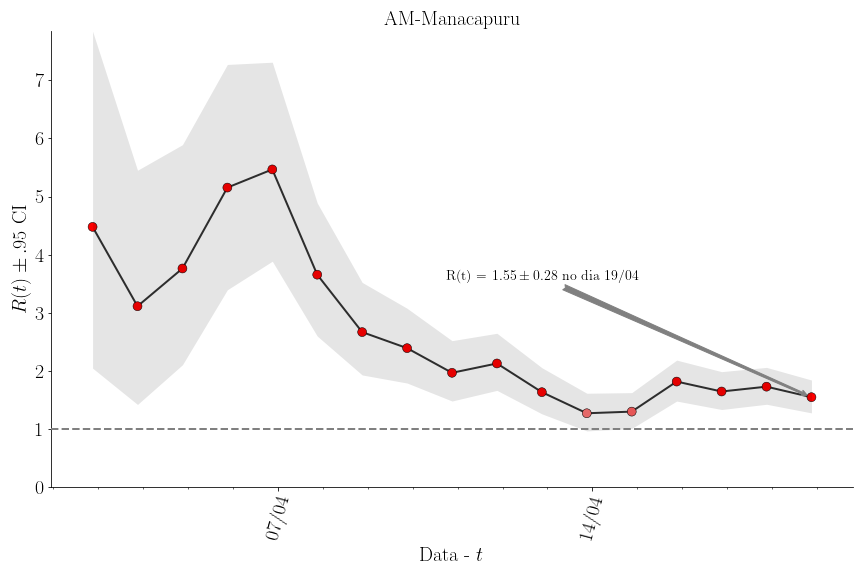 AM-Manacapuru
7
6
5
4
3
2
1
0
R(t) ± .95 CI
R(t) = 1.55 ± 0.28 no dia 19/04
07/04
14/04
Data - t